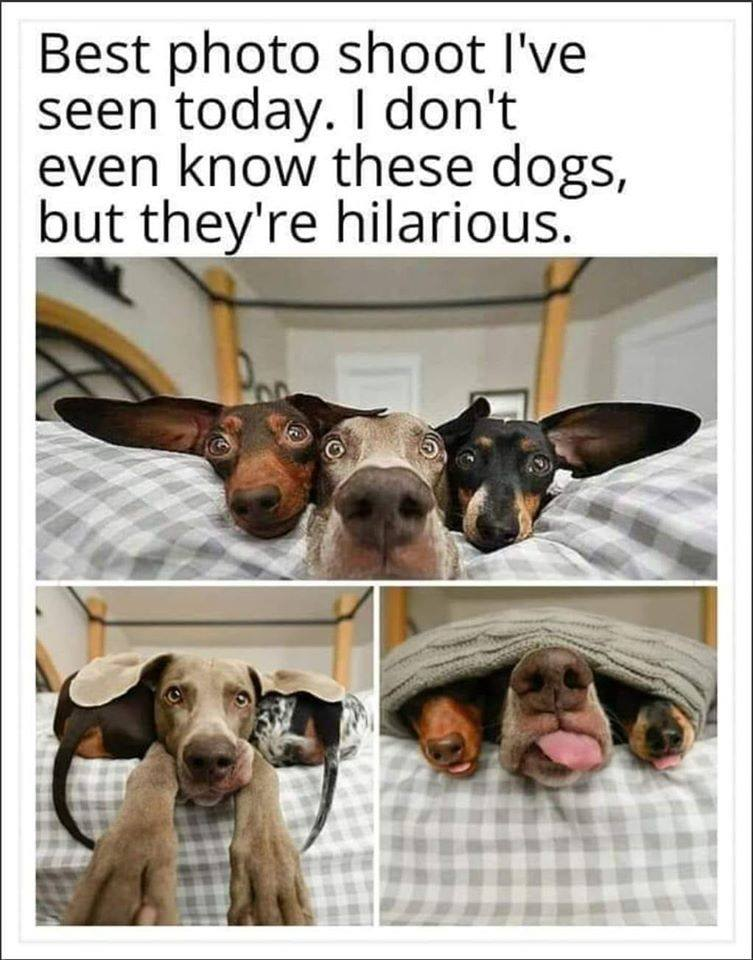 Best photo shoot I've
seen today. I don't
even know these dogs,
but they're hilarious.